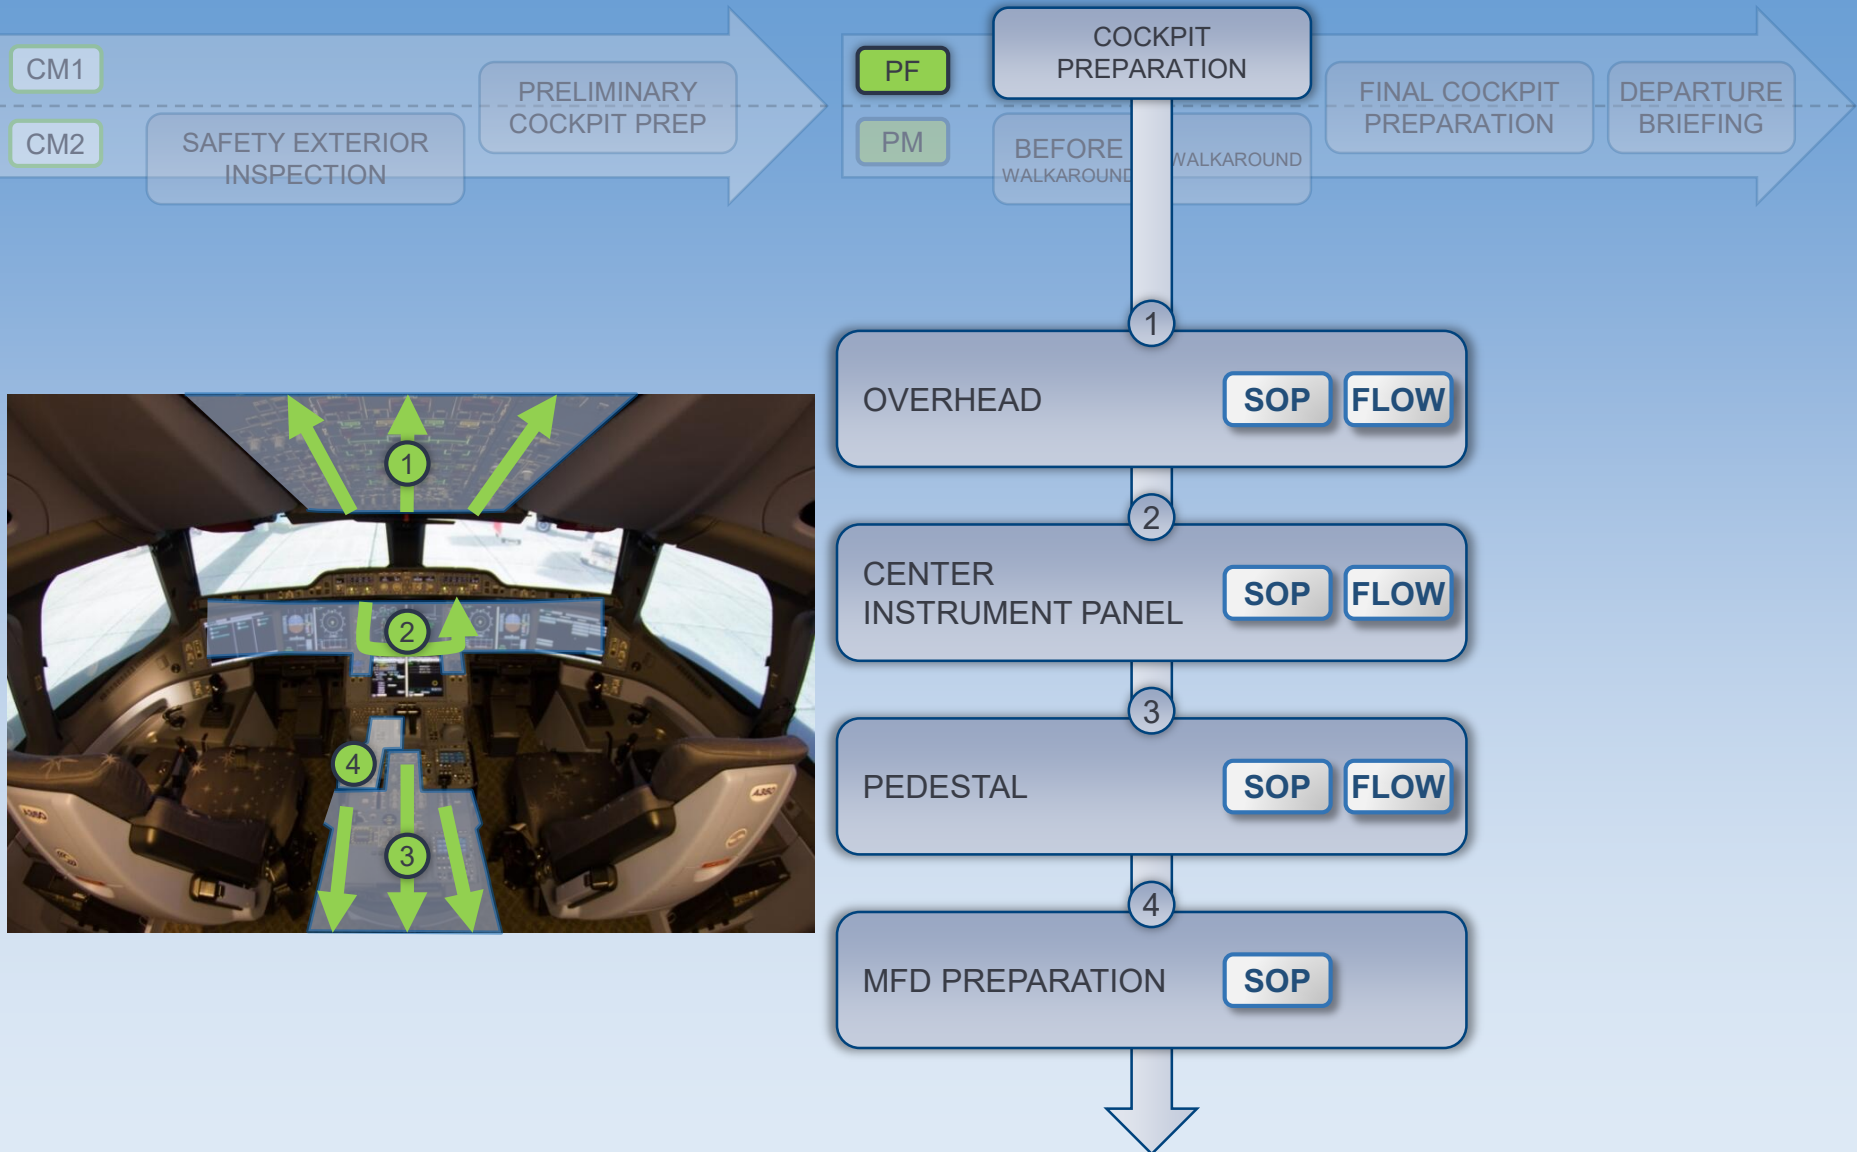 CM1
CM2
SAFETY EXTERIOR
INSPECTION
PRELIMINARY
COCKPIT PREP
PF
PM
COCKPIT
PREPARATION
BEFORE
WALKAROUND
WALKAROUND
FINAL COCKPIT
PREPARATION
DEPARTURE
BRIEFING
1
OVERHEAD
SOP
FLOW
2
CENTER
INSTRUMENT PANEL
SOP
FLOW
3
PEDESTAL
SOP
FLOW
4
MFD PREPARATION
SOP
1
2
4
3
A350
A350